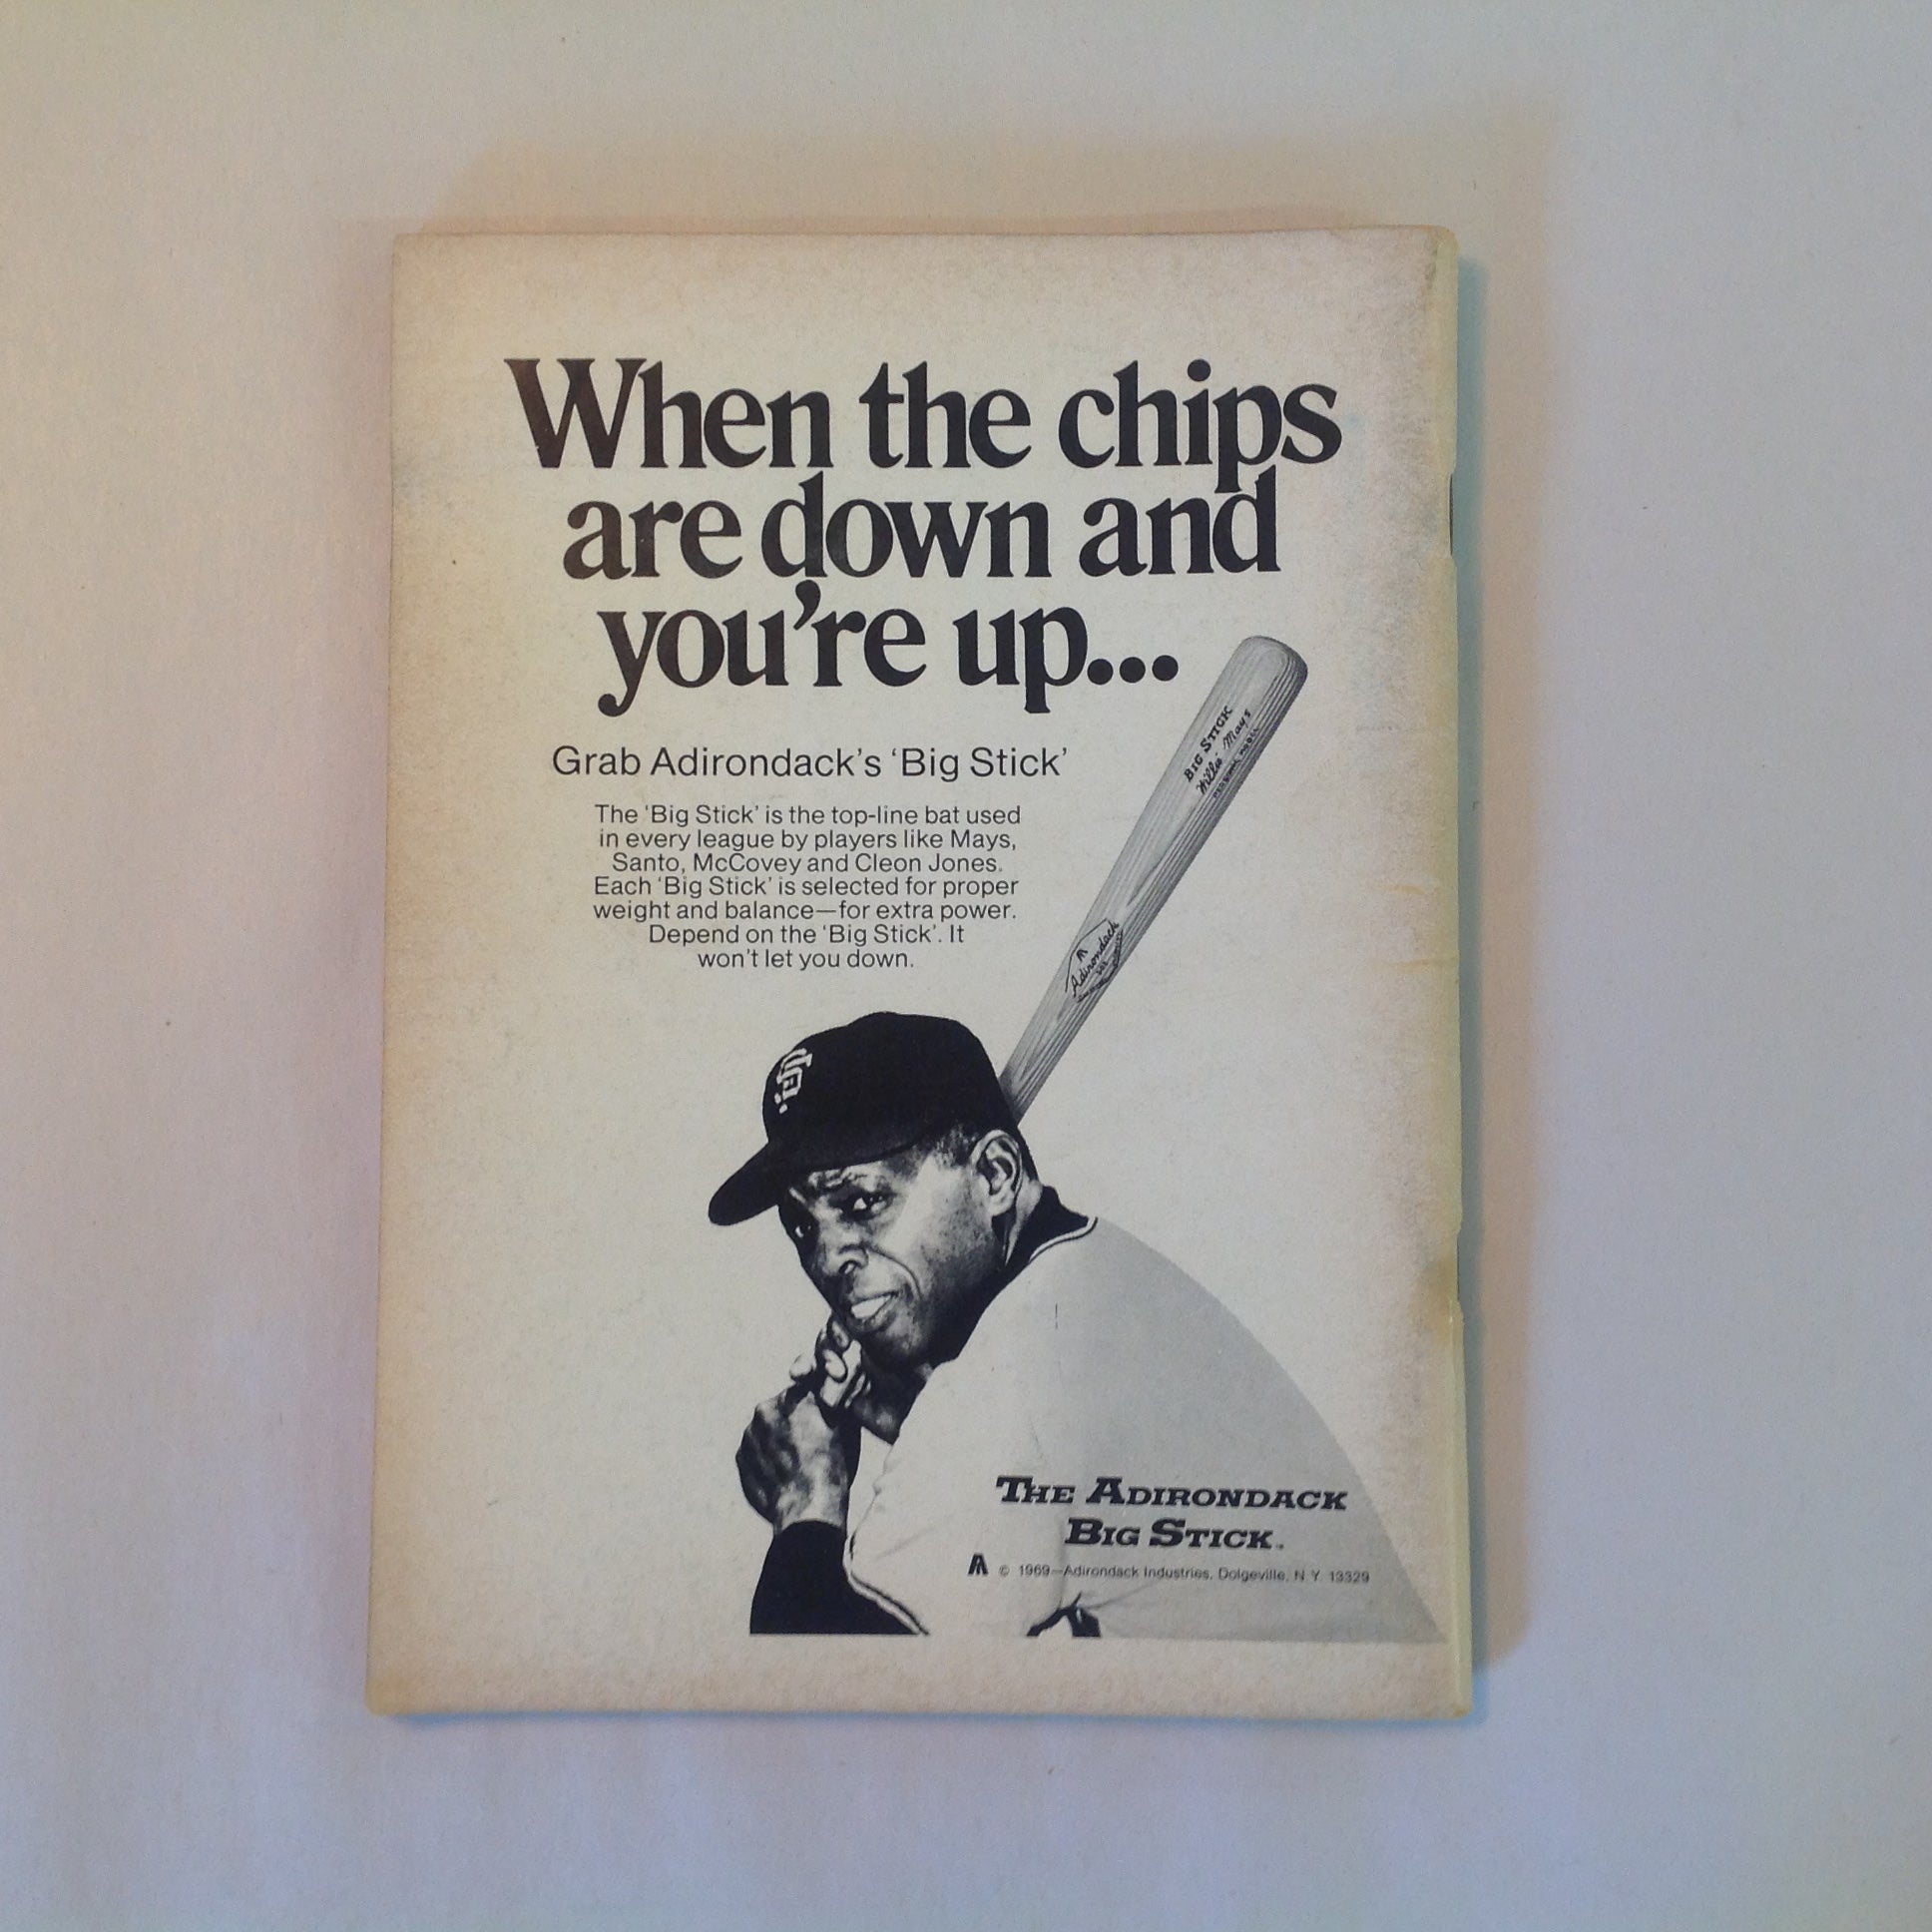 When the chips
are down and
you're up...
Grab Adirondack's 'Big Stick'
The 'Big Stick' is the top-line bat used
in every league by players like Mays,
Santo, McCovey and Cleon Jones.
Each 'Big Stick' is selected for proper
weight and balance—for extra power.
Depend on the 'Big Stick'. It
won't let you down.
BIG STICK
Willie Mays
Adirondack
SF
THE ADIRONDACK
BIG STICK.
© 1969—Adirondack Industries, Dolgeville, N.Y. 13329